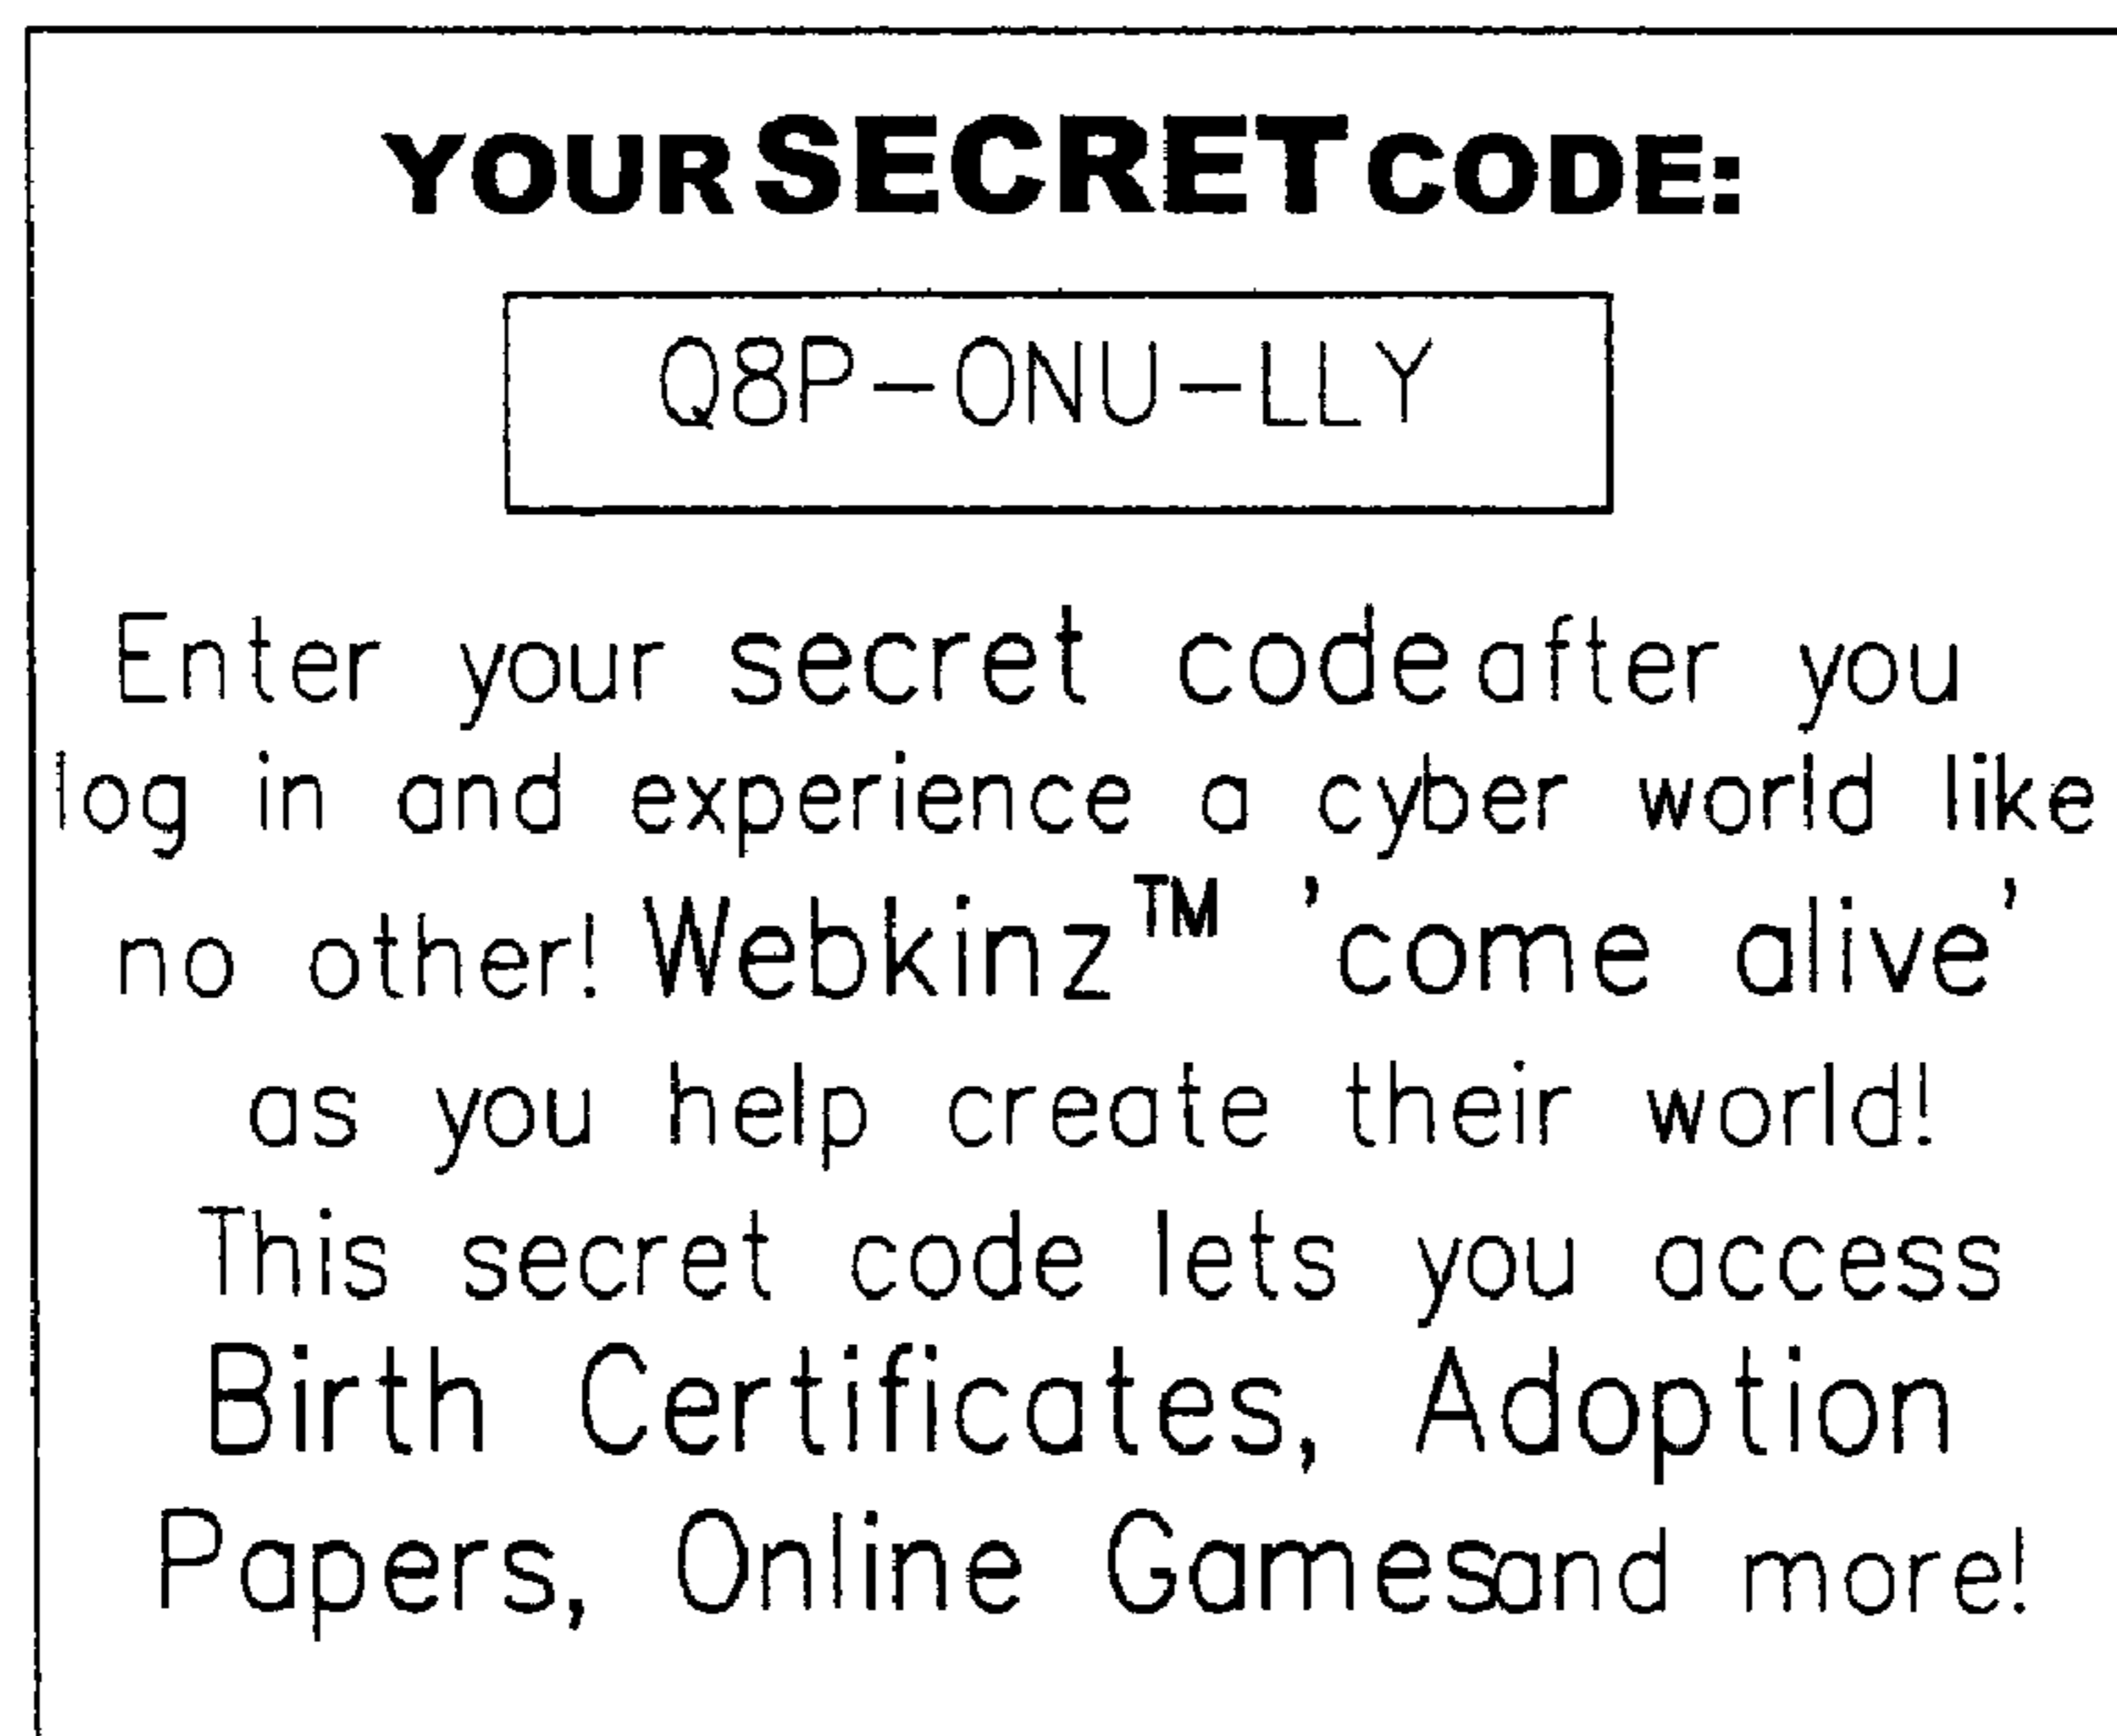 YOUR SECRET CODE:
Q8P-0NU-LLY
Enter your secret code after you
log in and experience a cyber world like
no other! Webkinz™ 'come alive'
as you help create their world!
This secret code lets you access
Birth Certificates, Adoption
Papers, Online Games and more!